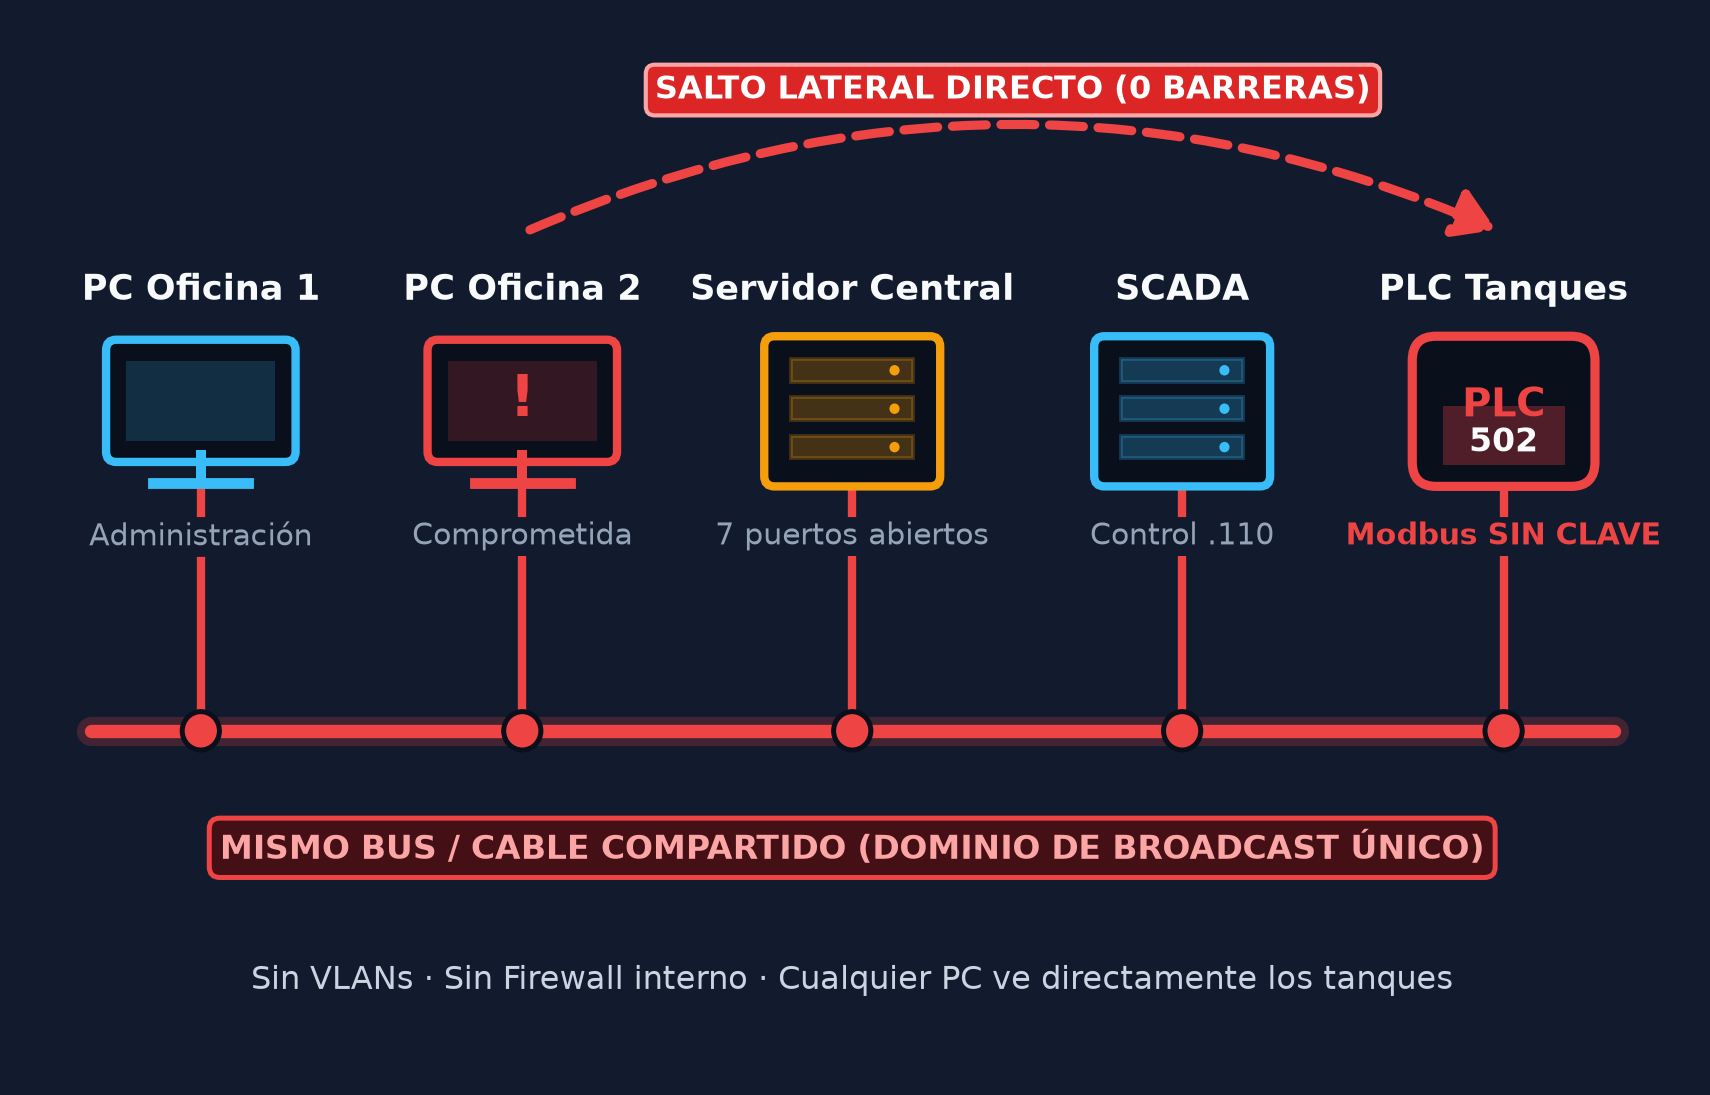 SALTO LATERAL DIRECTO (0 BARRERAS)
PC Oficina 1
PC Oficina 2
Servidor Central
SCADA
PLC Tanques
!
PLC
502
Administración
Comprometida
7 puertos abiertos
Control .110
Modbus SIN CLAVE
MISMO BUS / CABLE COMPARTIDO (DOMINIO DE BROADCAST ÚNICO)
Sin VLANs · Sin Firewall interno · Cualquier PC ve directamente los tanques